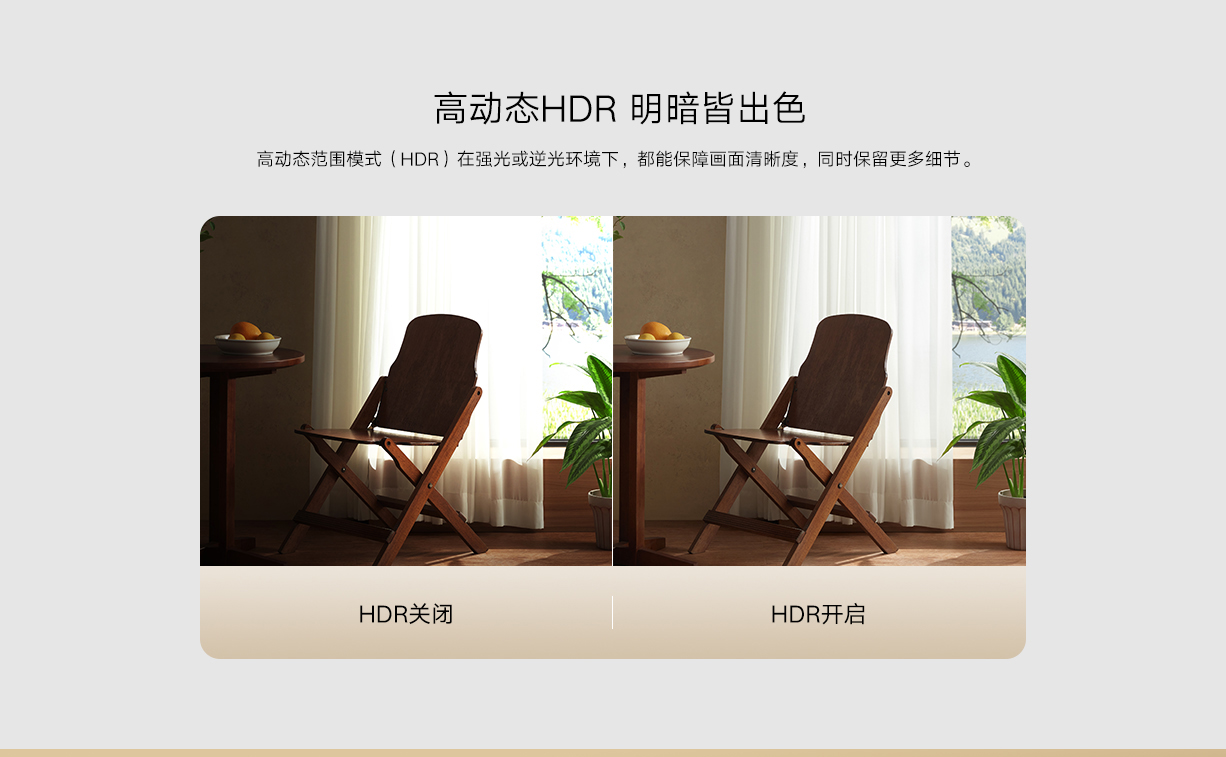 高动态HDR 明暗皆出色
高动态范围模式（HDR）在强光或逆光环境下，都能保障画面清晰度，同时保留更多细节。
HDR关闭
HDR开启